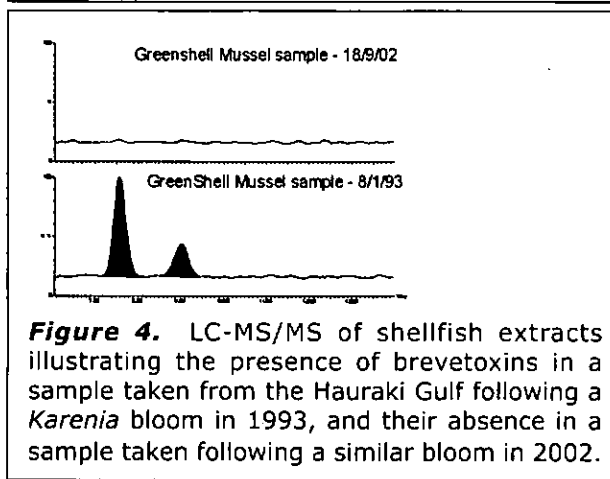 Greenshell Mussel sample - 18/9/02
GreenShell Mussel sample - 8/1/93
Figure 4. LC-MS/MS of shellfish extracts
illustrating the presence of brevetoxins in a
sample taken from the Hauraki Gulf following a
Karenia bloom in 1993, and their absence in a
sample taken following a similar bloom in 2002.